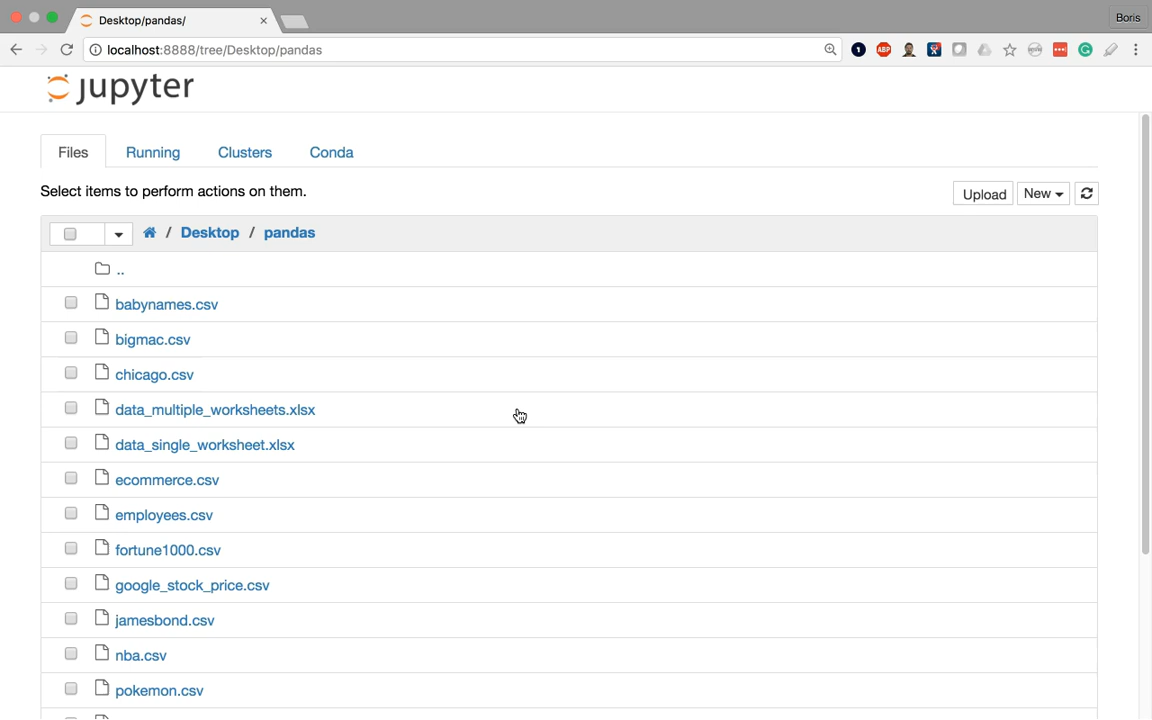 Desktop/pandas/
Boris
localhost:8888/tree/Desktop/pandas
1
ABP
jupyter
Files Running Clusters Conda
Select items to perform actions on them.
Upload New
/ Desktop / pandas
..
babynames.csv
bigmac.csv
chicago.csv
data_multiple_worksheets.xlsx
data_single_worksheet.xlsx
ecommerce.csv
employees.csv
fortune1000.csv
google_stock_price.csv
jamesbond.csv
nba.csv
pokemon.csv